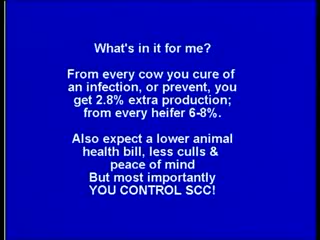 What's in it for me?
From every cow you cure of
an infection, or prevent, you
get 2.8% extra production;
from every heifer 6-8%.
Also expect a lower animal
health bill, less culls &
peace of mind
But most importantly
YOU CONTROL SCC!